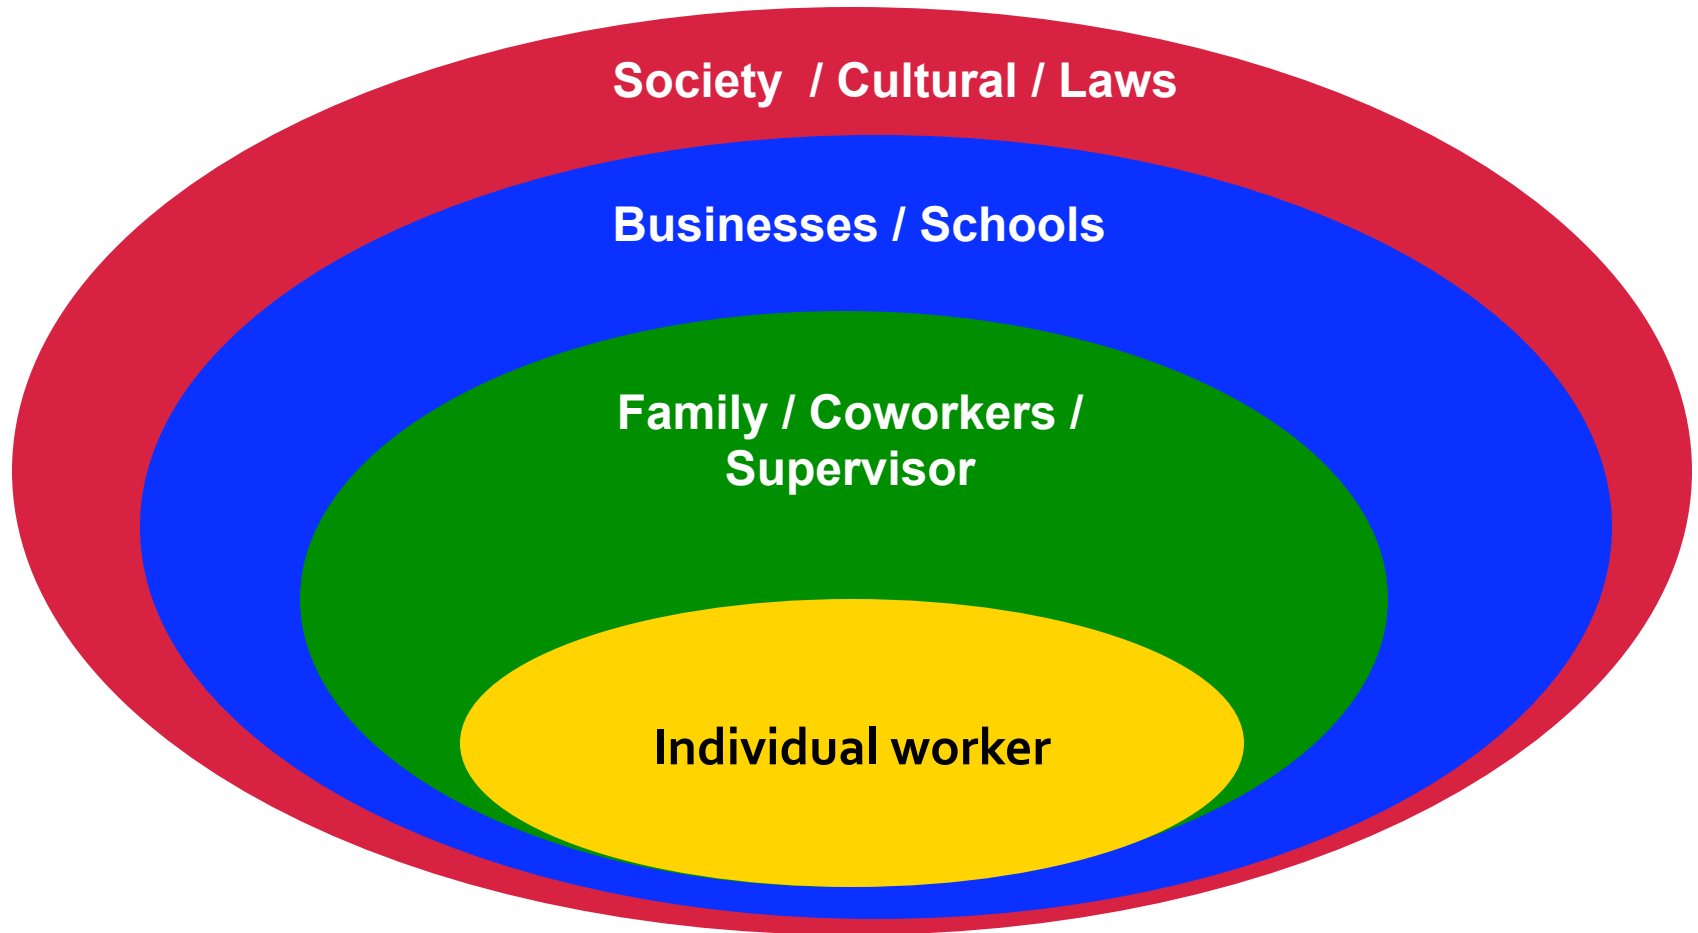 Society  / Cultural / Laws
Businesses / Schools
Family / Coworkers /
Supervisor
Individual worker